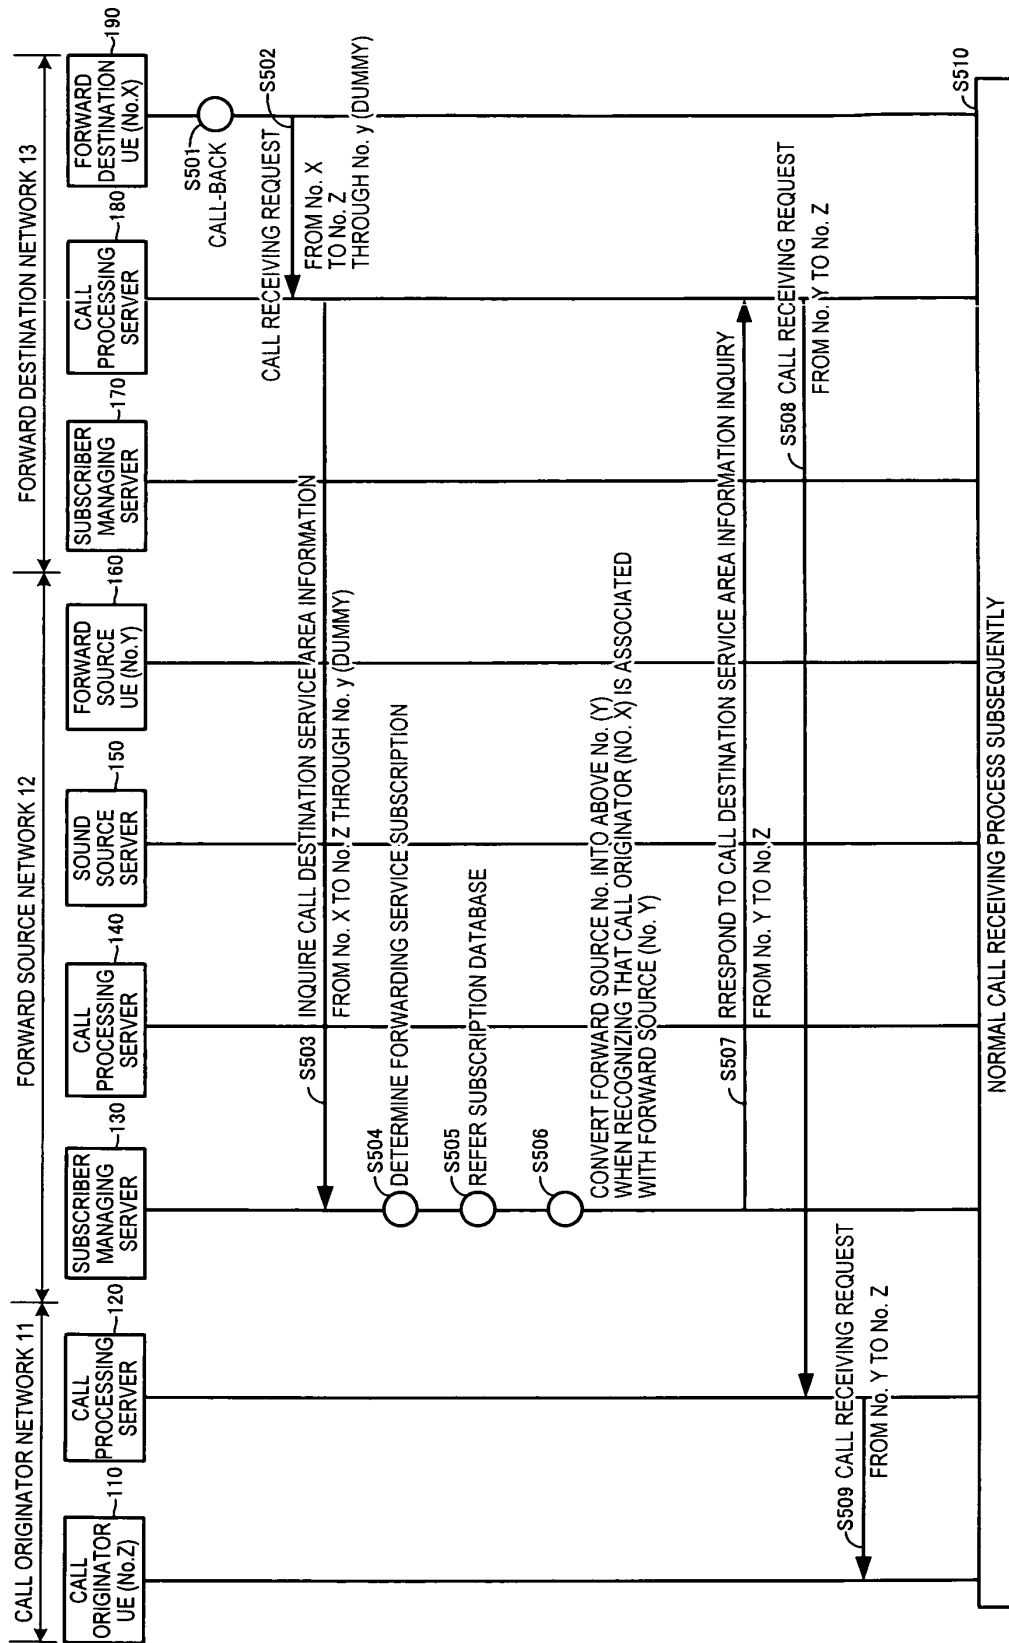 CALL ORIGINATOR NETWORK 11
FORWARD SOURCE NETWORK 12
FORWARD DESTINATION NETWORK 13
CALL
ORIGINATOR
UE (No.Z)
110
CALL
PROCESSING
SERVER
120
SUBSCRIBER
MANAGING
SERVER
130
CALL
PROCESSING
SERVER
140
SOUND
SOURCE
SERVER
150
FORWARD
SOURCE
UE (No.Y)
160
SUBSCRIBER
MANAGING
SERVER
170
CALL
PROCESSING
SERVER
180
FORWARD
DESTINATION
UE (No.X)
190
S501
CALL-BACK
CALL RECEIVING REQUEST
S502
FROM No. X
TO No. Z
THROUGH No. y (DUMMY)
S503
INQUIRE CALL DESTINATION SERVICE AREA INFORMATION
FROM No. X TO No. Z THROUGH No. y (DUMMY)
S504
DETERMINE FORWARDING SERVICE SUBSCRIPTION
S505
REFER SUBSCRIPTION DATABASE
S506
CONVERT FORWARD SOURCE No. INTO ABOVE No. (Y)
WHEN RECOGNIZING THAT CALL ORIGINATOR (NO. X) IS ASSOCIATED
WITH FORWARD SOURCE (No. Y)
S507
RRESPOND TO CALL DESTINATION SERVICE AREA INFORMATION INQUIRY
FROM No. Y TO No.Z
S508 CALL RECEIVING REQUEST
FROM No. Y TO No. Z
S509 CALL RECEIVING REQUEST
FROM No. Y TO No. Z
S510
NORMAL CALL RECEIVING PROCESS SUBSEQUENTLY